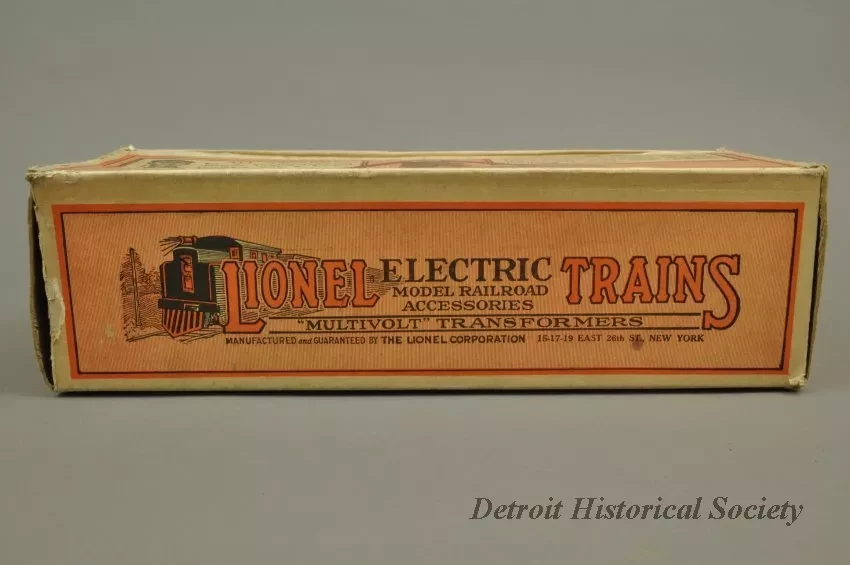 LIONEL ELECTRIC TRAINS
MODEL RAILROAD
ACCESSORIES
"MULTIVOLT" TRANSFORMERS
MANUFACTURED and GUARANTEED BY THE LIONEL CORPORATION 15-17-19 EAST 26th ST., NEW YORK
Detroit Historical Society